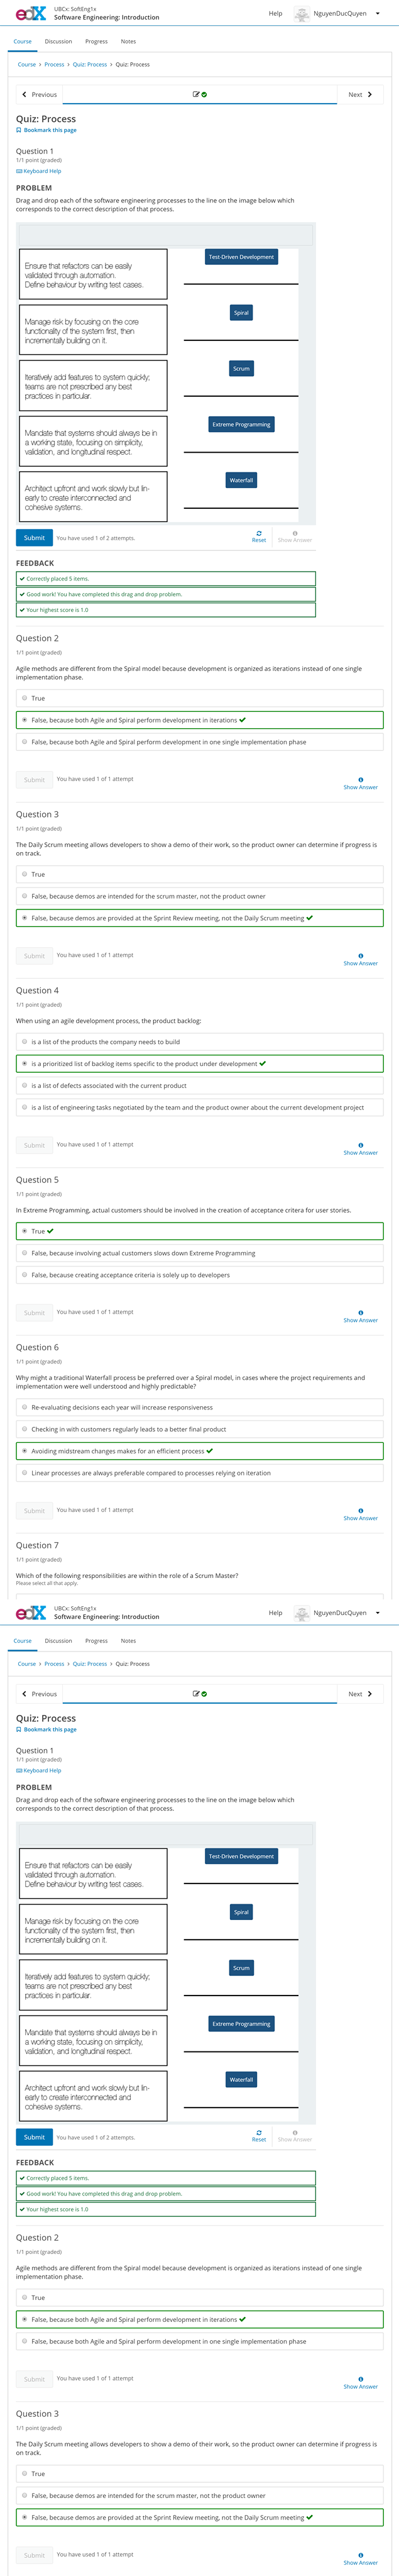 edX
UBCx: SoftEng1x
Software Engineering: Introduction
Help
NguyenDucQuyen
Course Discussion Progress Notes
Course > Process > Quiz: Process > Quiz: Process
Previous
Next
Quiz: Process
Bookmark this page
Question 1
1/1 point (graded)
Keyboard Help
PROBLEM
Drag and drop each of the software engineering processes to the line on the image below which
corresponds to the correct description of that process.
Ensure that refactors can be easily
validated through automation.
Define behaviour by writing test cases.
Test-Driven Development
Manage risk by focusing on the core
functionality of the system first, then
incrementally building on it.
Spiral
Iteratively add features to system quickly;
teams are not prescribed any best
practices in particular.
Scrum
Mandate that systems should always be in
a working state, focusing on simplicity,
validation, and longitudinal respect.
Extreme Programming
Architect upfront and work slowly but lin-
early to create interconnected and
cohesive systems.
Waterfall
Submit
You have used 1 of 2 attempts.
Reset
Show Answer
FEEDBACK
Correctly placed 5 items.
Good work! You have completed this drag and drop problem.
Your highest score is 1.0
Question 2
1/1 point (graded)
Agile methods are different from the Spiral model because development is organized as iterations instead of one single
implementation phase.
True
False, because both Agile and Spiral perform development in iterations
False, because both Agile and Spiral perform development in one single implementation phase
Submit
You have used 1 of 1 attempt
Show Answer
Question 3
1/1 point (graded)
The Daily Scrum meeting allows developers to show a demo of their work, so the product owner can determine if progress is
on track.
True
False, because demos are intended for the scrum master, not the product owner
False, because demos are provided at the Sprint Review meeting, not the Daily Scrum meeting
Submit
You have used 1 of 1 attempt
Show Answer
Question 4
1/1 point (graded)
When using an agile development process, the product backlog:
is a list of the products the company needs to build
is a prioritized list of backlog items specific to the product under development
is a list of defects associated with the current product
is a list of engineering tasks negotiated by the team and the product owner about the current development project
Submit
You have used 1 of 1 attempt
Show Answer
Question 5
1/1 point (graded)
In Extreme Programming, actual customers should be involved in the creation of acceptance criteria for user stories.
True
False, because involving actual customers slows down Extreme Programming
False, because creating acceptance criteria is solely up to developers
Submit
You have used 1 of 1 attempt
Show Answer
Question 6
1/1 point (graded)
Why might a traditional Waterfall process be preferred over a Spiral model, in cases where the project requirements and
implementation were well understood and highly predictable?
Re-evaluating decisions each year will increase responsiveness
Checking in with customers regularly leads to a better final product
Avoiding midstream changes makes for an efficient process
Linear processes are always preferable compared to processes relying on iteration
Submit
You have used 1 of 1 attempt
Show Answer
Question 7
1/1 point (graded)
Which of the following responsibilities are within the role of a Scrum Master?
Please select all that apply.
edX
UBCx: SoftEng1x
Software Engineering: Introduction
Help
NguyenDucQuyen
Course Discussion Progress Notes
Course > Process > Quiz: Process > Quiz: Process
Previous
Next
Quiz: Process
Bookmark this page
Question 1
1/1 point (graded)
Keyboard Help
PROBLEM
Drag and drop each of the software engineering processes to the line on the image below which
corresponds to the correct description of that process.
Ensure that refactors can be easily
validated through automation.
Define behaviour by writing test cases.
Test-Driven Development
Manage risk by focusing on the core
functionality of the system first, then
incrementally building on it.
Spiral
Iteratively add features to system quickly;
teams are not prescribed any best
practices in particular.
Scrum
Mandate that systems should always be in
a working state, focusing on simplicity,
validation, and longitudinal respect.
Extreme Programming
Architect upfront and work slowly but lin-
early to create interconnected and
cohesive systems.
Waterfall
Submit
You have used 1 of 2 attempts.
Reset
Show Answer
FEEDBACK
Correctly placed 5 items.
Good work! You have completed this drag and drop problem.
Your highest score is 1.0
Question 2
1/1 point (graded)
Agile methods are different from the Spiral model because development is organized as iterations instead of one single
implementation phase.
True
False, because both Agile and Spiral perform development in iterations
False, because both Agile and Spiral perform development in one single implementation phase
Submit
You have used 1 of 1 attempt
Show Answer
Question 3
1/1 point (graded)
The Daily Scrum meeting allows developers to show a demo of their work, so the product owner can determine if progress is
on track.
True
False, because demos are intended for the scrum master, not the product owner
False, because demos are provided at the Sprint Review meeting, not the Daily Scrum meeting
Submit
You have used 1 of 1 attempt
Show Answer